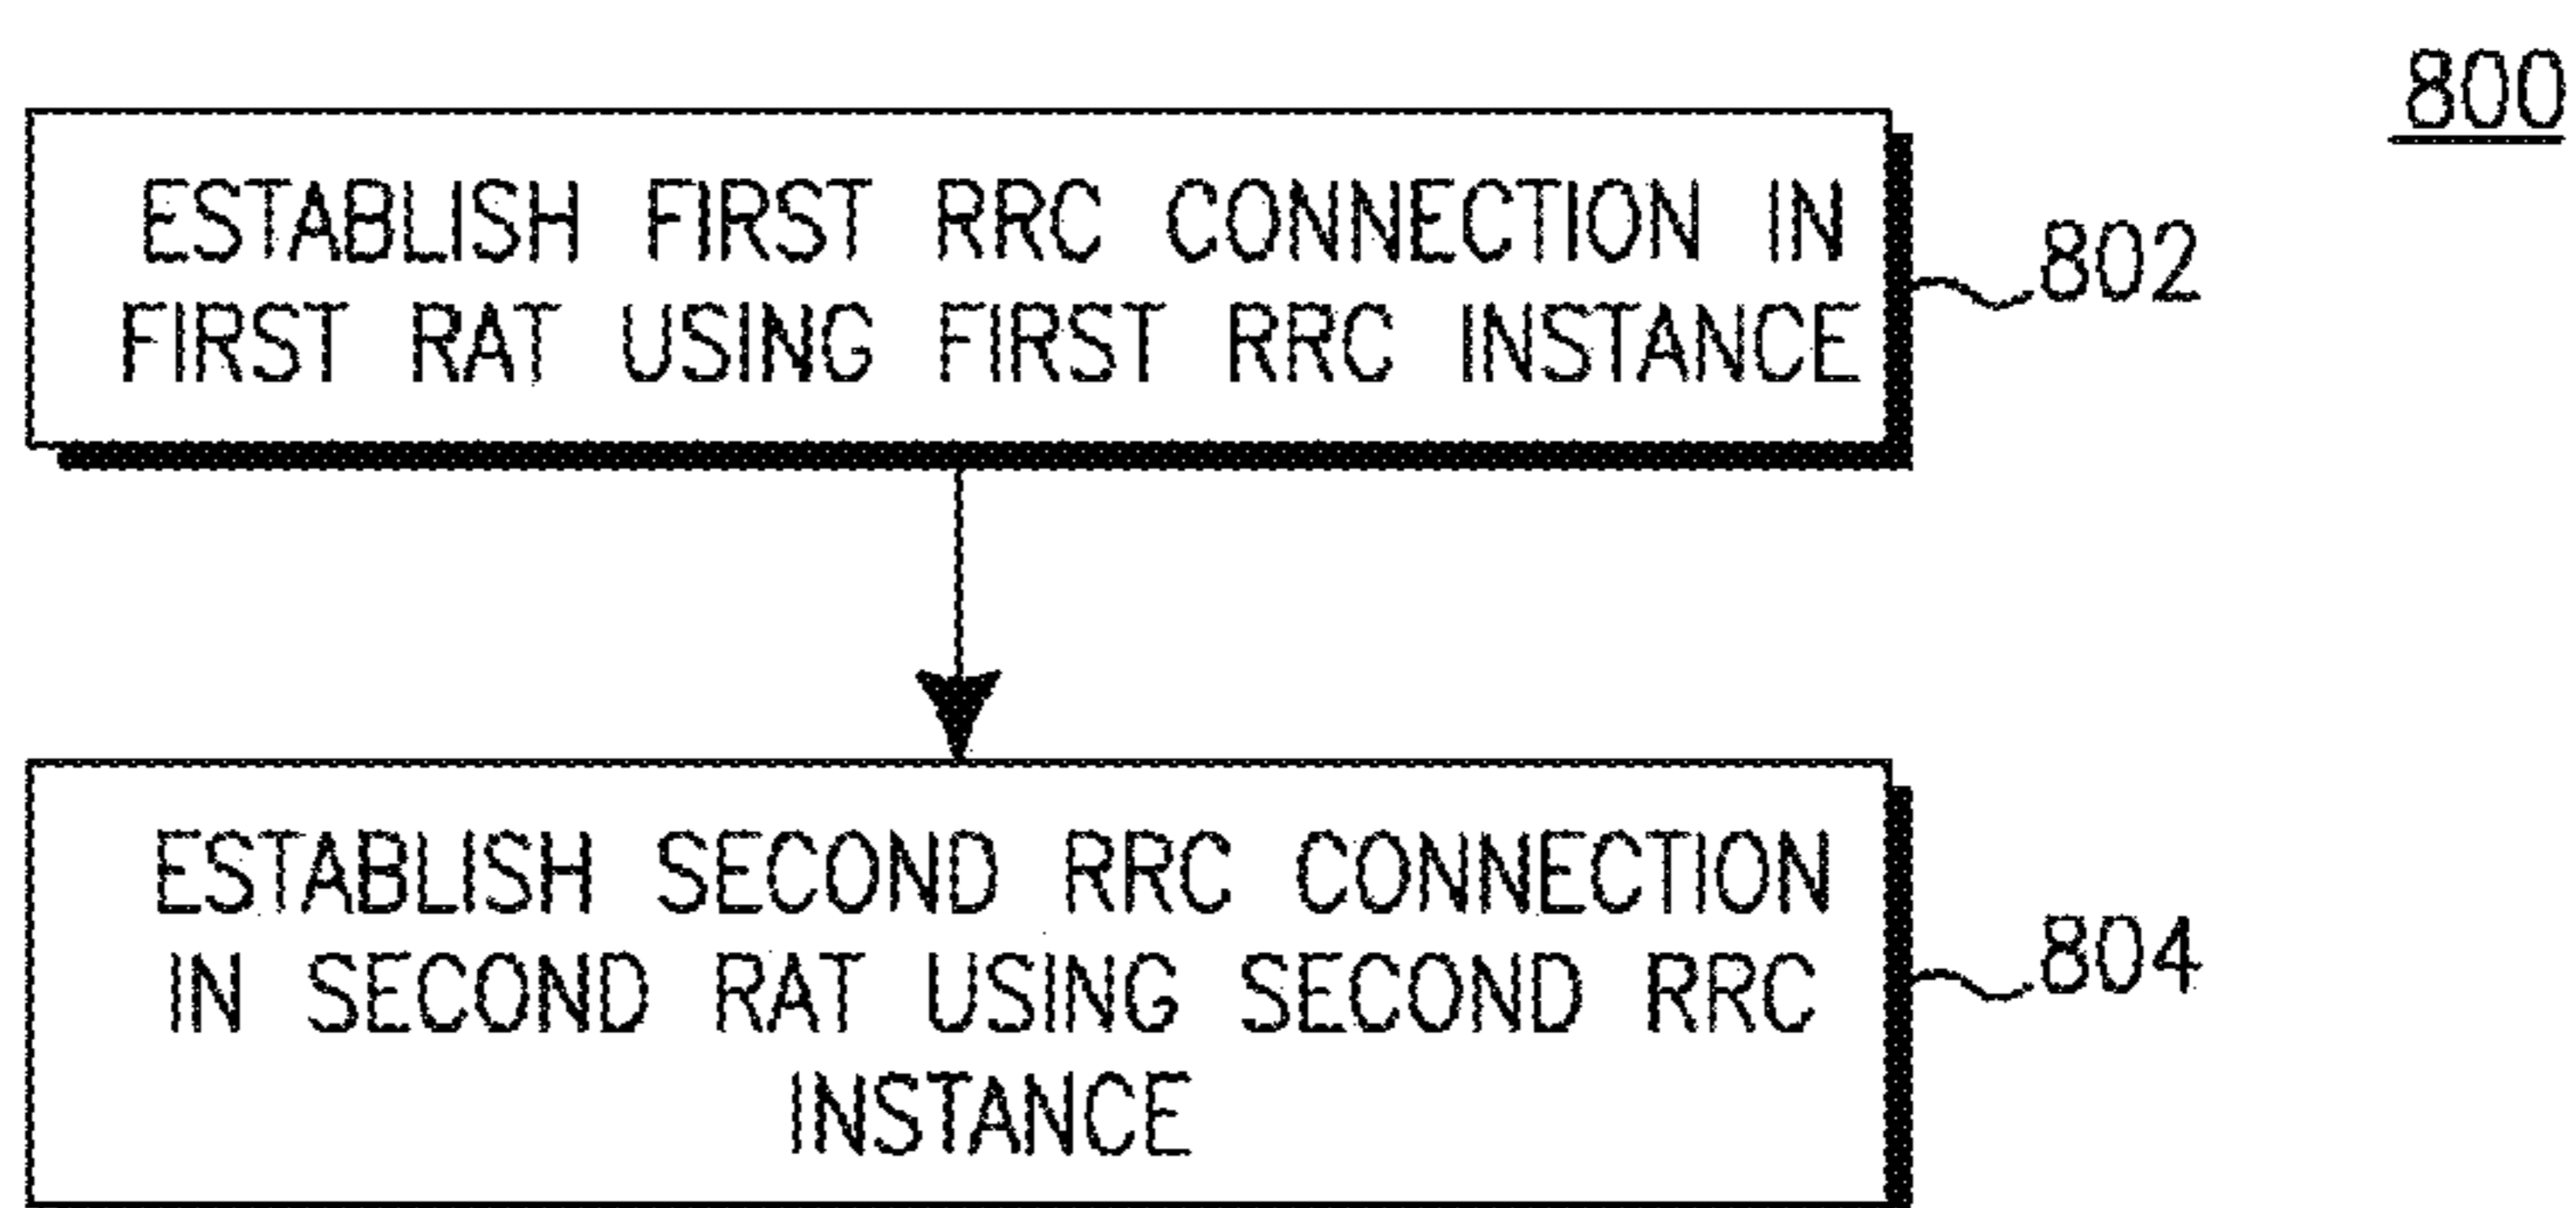 800
ESTABLISH FIRST RRC CONNECTION IN
FIRST RAT USING FIRST RRC INSTANCE
802
ESTABLISH SECOND RRC CONNECTION
IN SECOND RAT USING SECOND RRC
INSTANCE
804